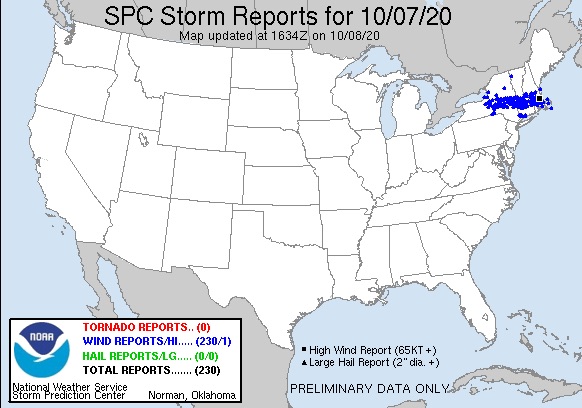 SPC Storm Reports for 10/07/20
Map updated at 1634Z on 10/08/20
NOAA
TORNADO REPORTS.. (0)
WIND REPORTS/HI..... (230/1)
HAIL REPORTS/LG..... (0/0)
TOTAL REPORTS....... (230)
National Weather Service
Storm Prediction Center Norman, Oklahoma
High Wind Report (65KT +)
Large Hail Report (2" dia. +)
PRELIMINARY DATA ONLY